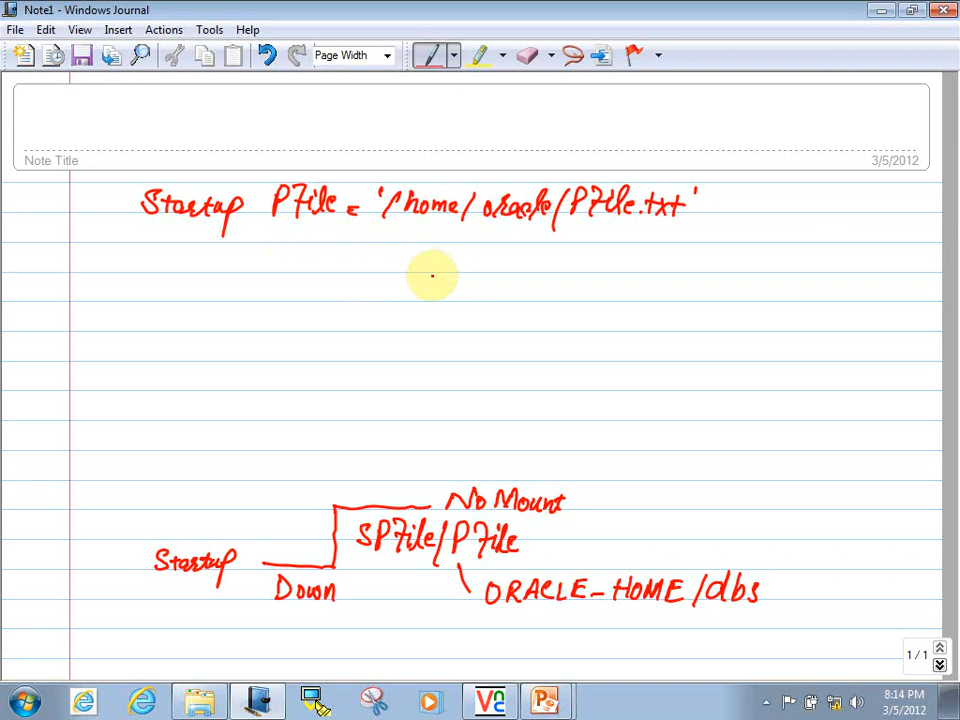 Note1 - Windows Journal
File Edit View Insert Actions Tools Help
Page Width
Note Title 3/5/2012
Startup PFile = '/home/oracle/PFile.txt'
No Mount
SPFile/PFile
Startup
Down
ORACLE_HOME/dbs
1 / 1
8:14 PM
3/5/2012